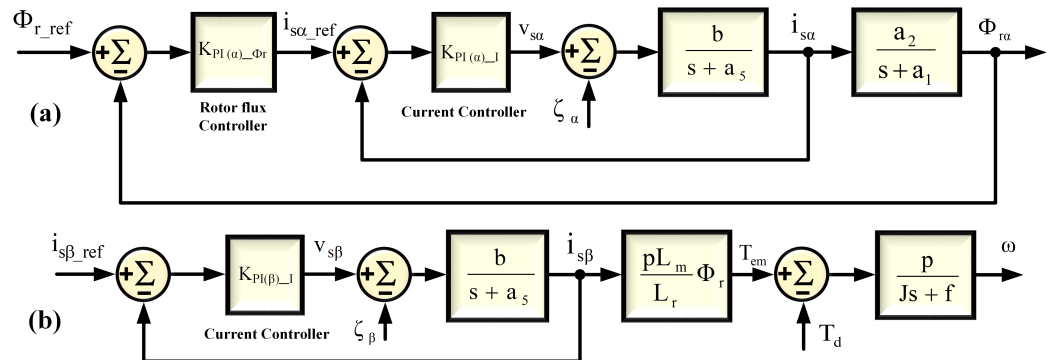 Φr_ref
+ Σ −
KPI(α)_Φr
Rotor flux
Controller
isα_ref
+ Σ −
KPI(α)_I
Current Controller
vsα
+ Σ −
ζα
b
s + a5
isα
a2
s + a1
Φrα
(a)
isβ_ref
+ Σ −
KPI(β)_I
Current Controller
vsβ
+ Σ −
ζβ
b
s + a5
isβ
pLm
Lr
Φr
Tem
+ Σ −
Td
p
Js + f
ω
(b)